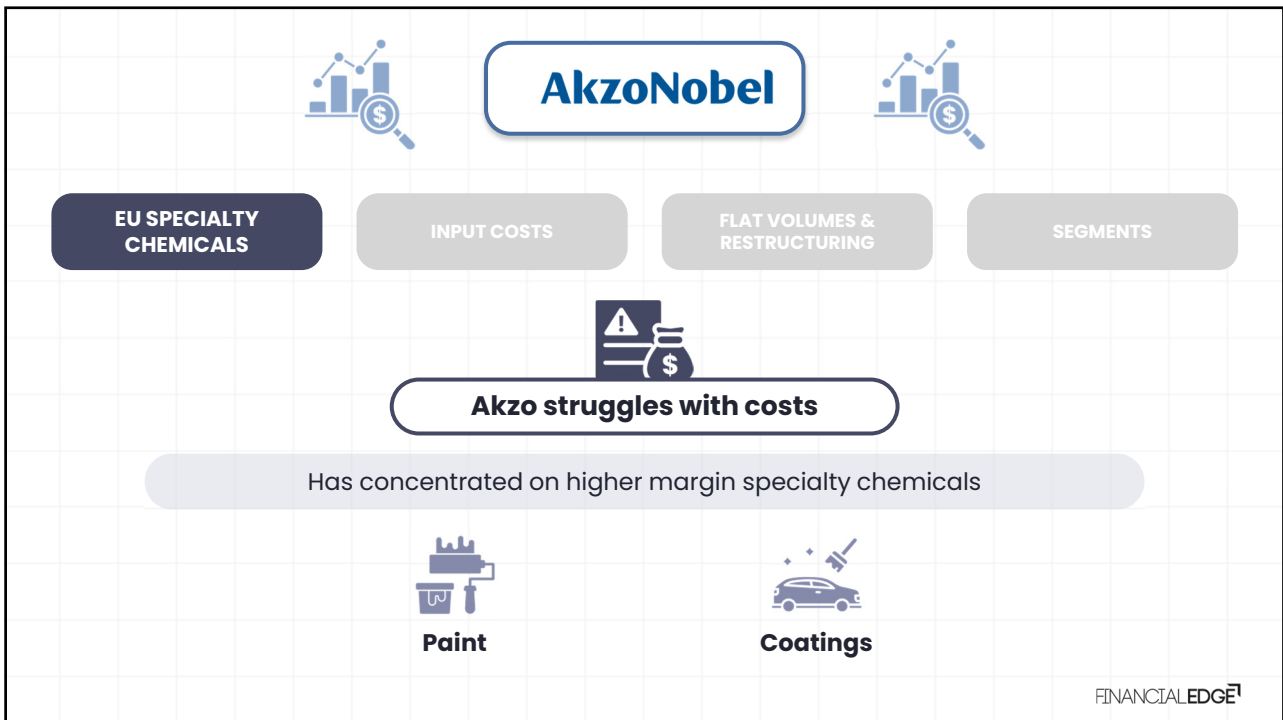 AkzoNobel
EU SPECIALTY
CHEMICALS
INPUT COSTS
FLAT VOLUMES &
RESTRUCTURING
SEGMENTS
Akzo struggles with costs
Has concentrated on higher margin specialty chemicals
Paint
Coatings
FINANCIALEDGE